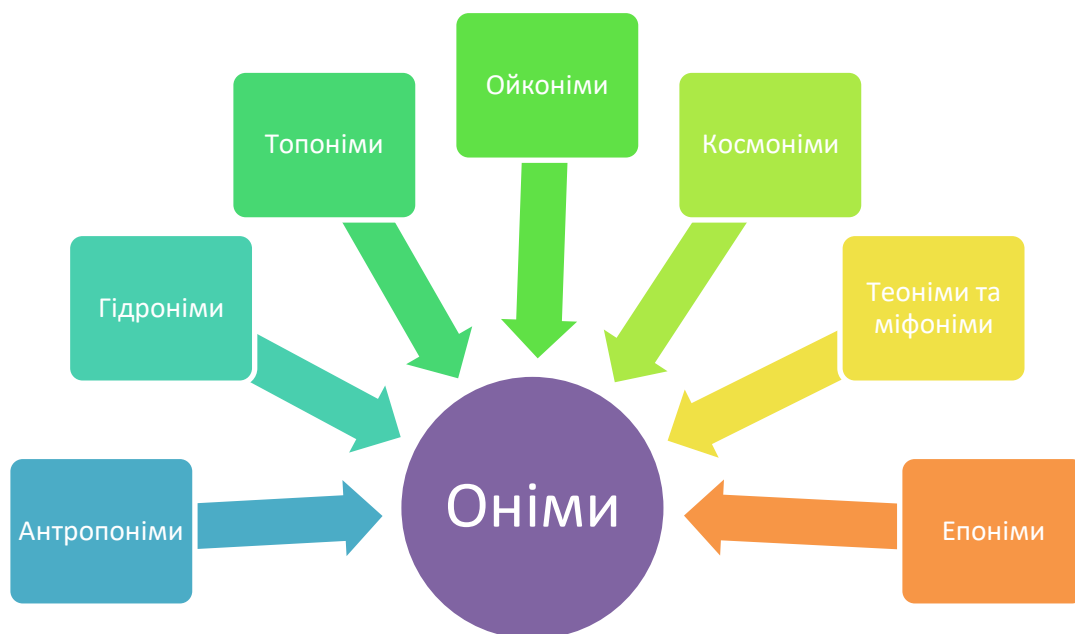 Ойконіми
Топоніми
Космоніми
Гідроніми
Теоніми та
міфоніми
Антропоніми
Оніми
Епоніми